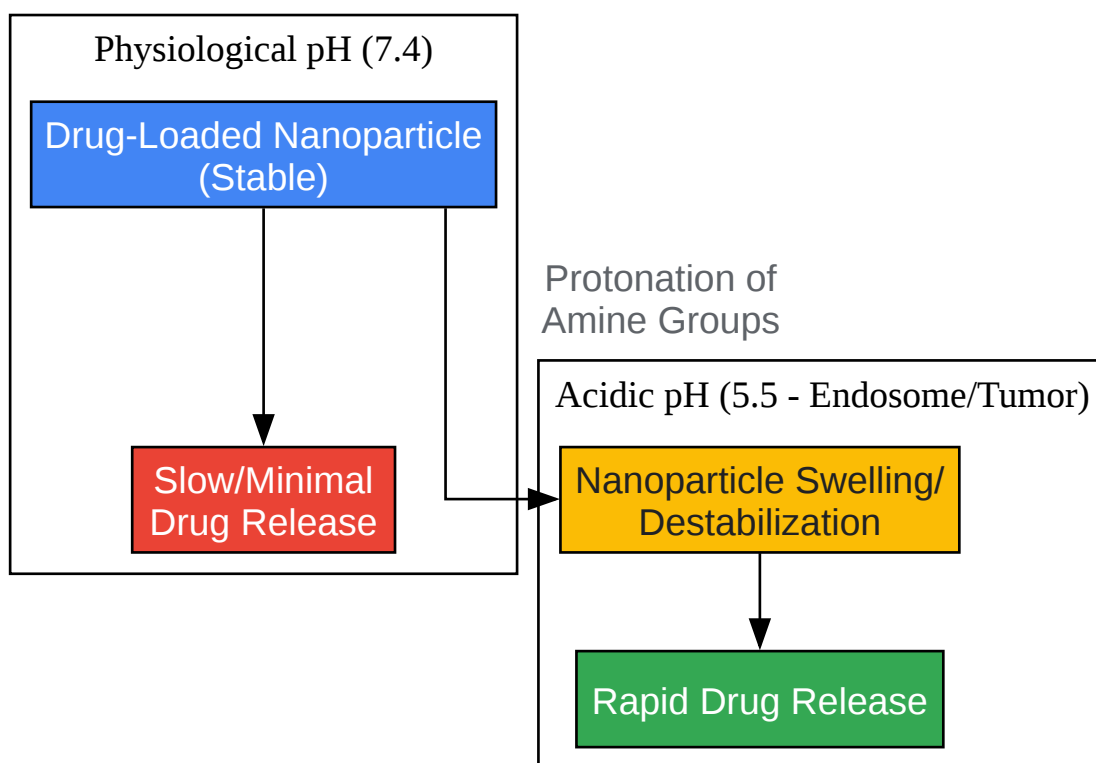 Physiological pH (7.4)
Drug-Loaded Nanoparticle
(Stable)
Slow/Minimal
Drug Release
Protonation of
Amine Groups
Acidic pH (5.5 - Endosome/Tumor)
Nanoparticle Swelling/
Destabilization
Rapid Drug Release